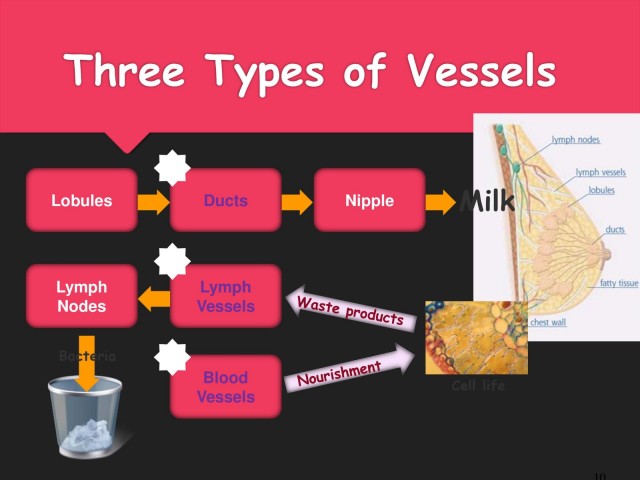 Three Types of Vessels
lymph nodes
lymph vessels
lobules
ducts
fatty tissue
chest wall
Lobules
Ducts
Nipple
Milk
Lymph
Nodes
Lymph
Vessels
Waste products
Bacteria
Blood
Vessels
Nourishment
Cell life
10